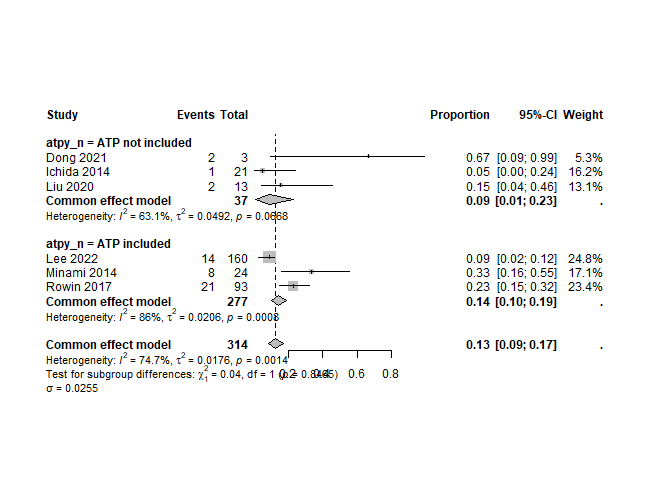 Study Events Total Proportion 95%-CI Weight
atpy_n = ATP not included
Dong 2021 2 3 0.67 [0.09; 0.99] 5.3%
Ichida 2014 1 21 0.05 [0.00; 0.24] 16.2%
Liu 2020 2 13 0.15 [0.04; 0.46] 13.1%
Common effect model 37 0.09 [0.01; 0.23] .
Heterogeneity: I² = 63.1%, τ² = 0.0492, p = 0.0668
atpy_n = ATP included
Lee 2022 14 160 0.09 [0.02; 0.12] 24.8%
Minami 2014 8 24 0.33 [0.16; 0.55] 17.1%
Rowin 2017 21 93 0.23 [0.15; 0.32] 23.4%
Common effect model 277 0.14 [0.10; 0.19] .
Heterogeneity: I² = 86%, τ² = 0.0206, p = 0.0008
Common effect model 314 0.13 [0.09; 0.17] .
Heterogeneity: I² = 74.7%, τ² = 0.0176, p = 0.0014
0.2 0.4 0.6 0.8
Test for subgroup differences: χ₁² = 0.04, df = 1
σ = 0.0255